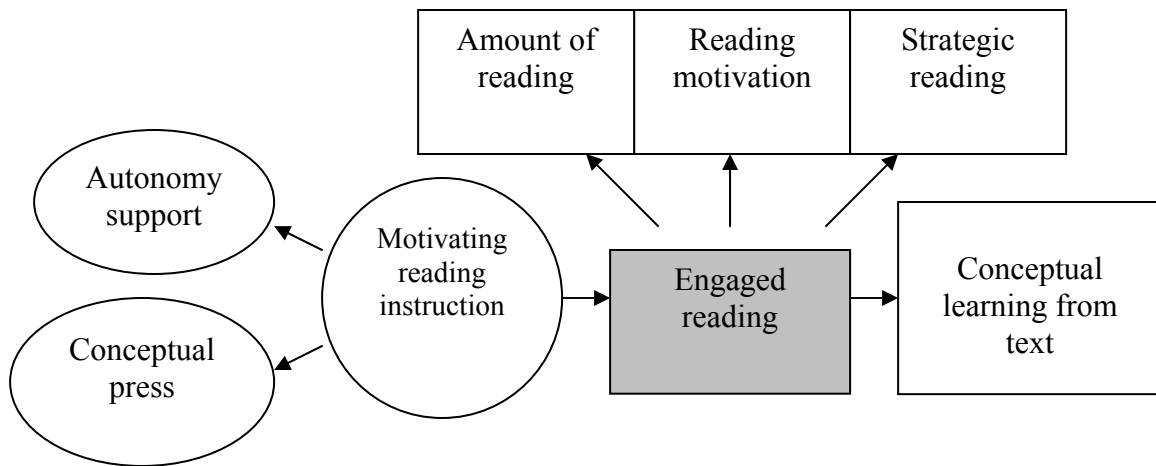 Amount of
reading
Reading
motivation
Strategic
reading
Autonomy
support
Motivating
reading
instruction
Conceptual
press
Engaged
reading
Conceptual
learning from
text